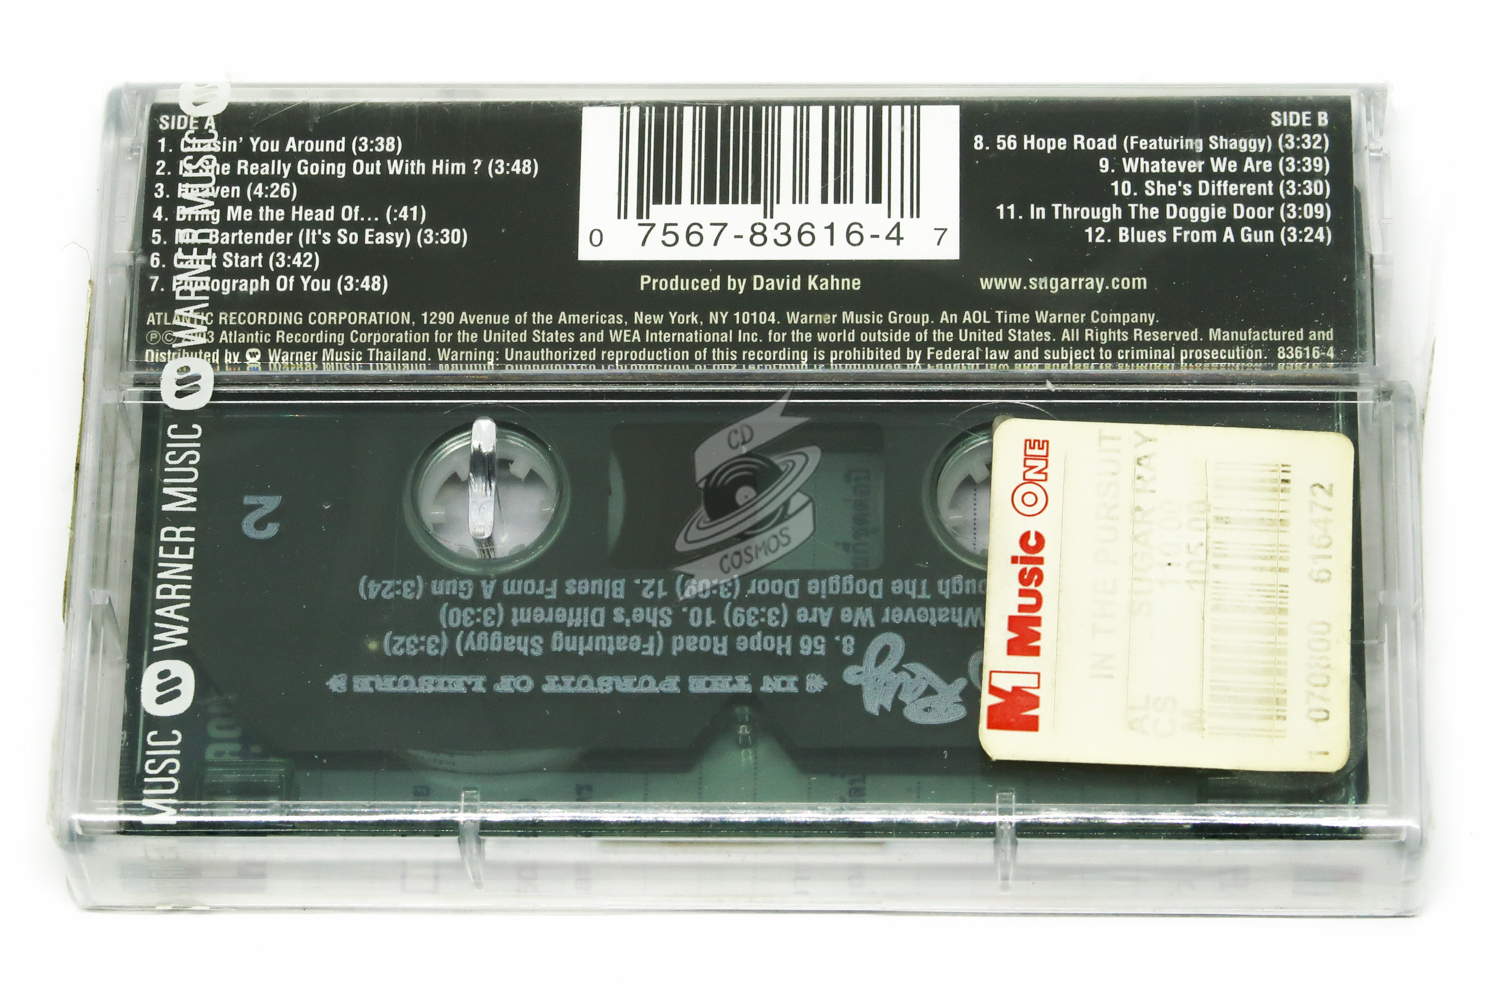 SIDE A
1. Chasin' You Around (3:38)
2. Is She Really Going Out With Him ? (3:48)
3. Heaven (4:26)
4. Bring Me the Head Of... (:41)
5. Mr. Bartender (It's So Easy) (3:30)
6. Can't Start (3:42)
7. Photograph Of You (3:48)
0 7567-83616-4 7
Produced by David Kahne
SIDE B
8. 56 Hope Road (Featuring Shaggy) (3:32)
9. Whatever We Are (3:39)
10. She's Different (3:30)
11. In Through The Doggie Door (3:09)
12. Blues From A Gun (3:24)
www.sugarray.com
ATLANTIC RECORDING CORPORATION, 1290 Avenue of the Americas, New York, NY 10104. Warner Music Group. An AOL Time Warner Company.
℗© 2003 Atlantic Recording Corporation for the United States and WEA International Inc. for the world outside of the United States. All Rights Reserved. Manufactured and
Distributed by Warner Music Thailand. Warning: Unauthorized reproduction of this recording is prohibited by Federal law and subject to criminal prosecution. 83616-4
MUSIC WARNER MUSIC WARNER MUSIC
CD
COSMOS
2
Ray
IN THE PURSUIT OF LEISURE
8. 56 Hope Road (Featuring Shaggy) (3:32)
Whatever We Are (3:39) 10. She's Different (3:30)
ough The Doggie Door (3:09) 12. Blues From A Gun (3:24)
M Music ONE
IN THE PURSUIT
SUGAR RAY
105.00
AL
CS
M
1 070800 616472